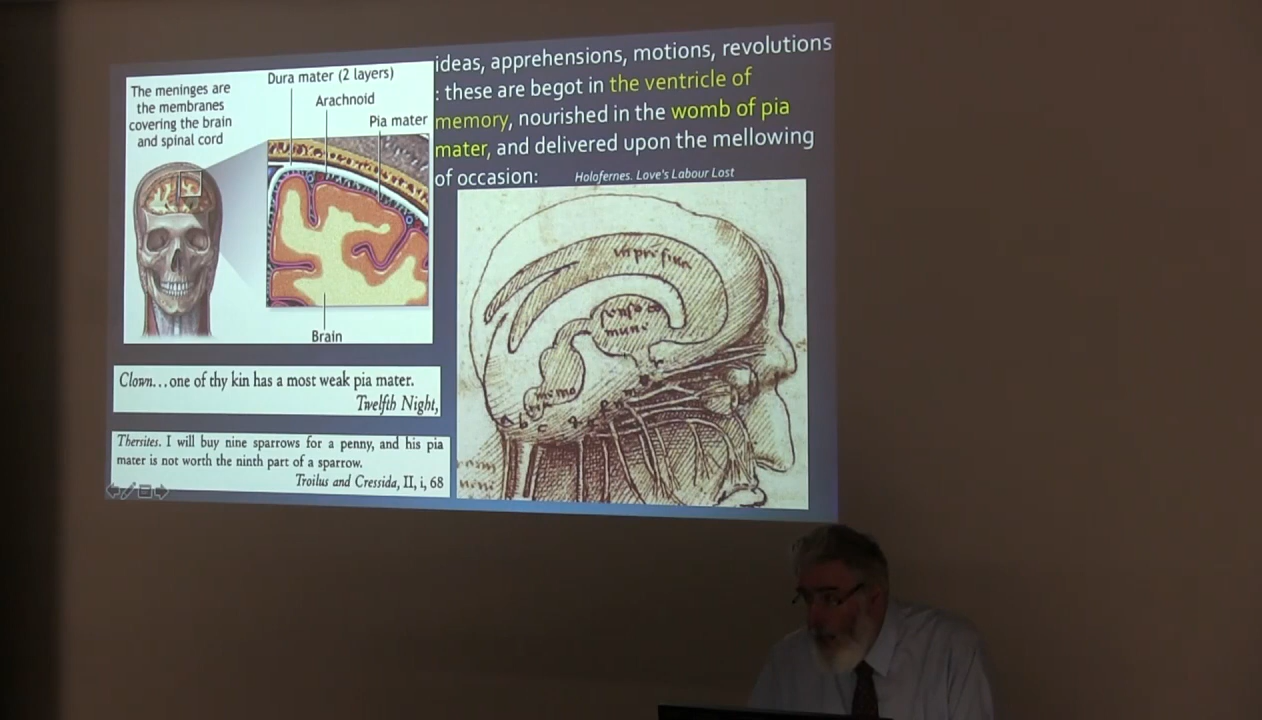 The meninges are
the membranes
covering the brain
and spinal cord
Dura mater (2 layers)
Arachnoid
Pia mater
Brain
ideas, apprehensions, motions, revolutions
: these are begot in the ventricle of
memory, nourished in the womb of pia
mater, and delivered upon the mellowing
of occasion:
Holofernes. Love's Labour Lost
Clown...one of thy kin has a most weak pia mater.
Twelfth Night,
Thersites. I will buy nine sparrows for a penny, and his pia
mater is not worth the ninth part of a sparrow.
Troilus and Cressida, II, i, 68